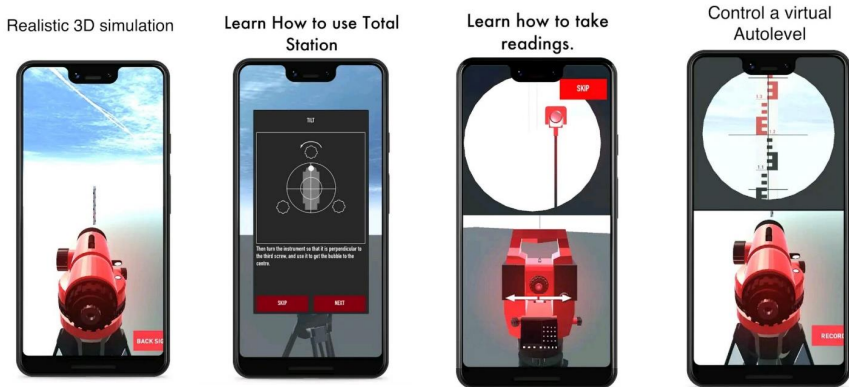 Realistic 3D simulation
Learn How to use Total
Station
Learn how to take
readings.
Control a virtual
Autolevel
BACK SIG
TILT
Then turn the instrument so that it is perpendicular to
the third screw, and use it to get the bubble to the
centre.
SKIP
NEXT
SKIP
RECOR